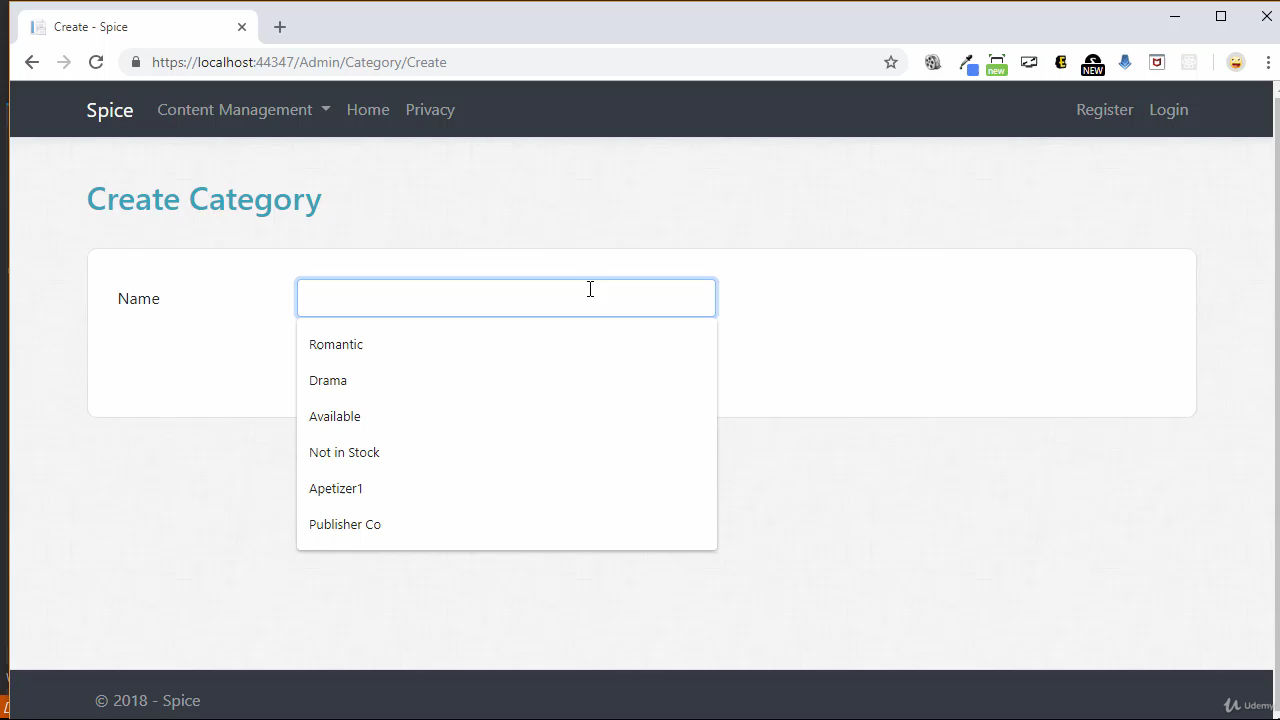 Create - Spice
https://localhost:44347/Admin/Category/Create
new
NEW
Spice Content Management Home Privacy Register Login
Create Category
Name
Romantic
Drama
Available
Not in Stock
Apetizer1
Publisher Co
© 2018 - Spice
Udemy